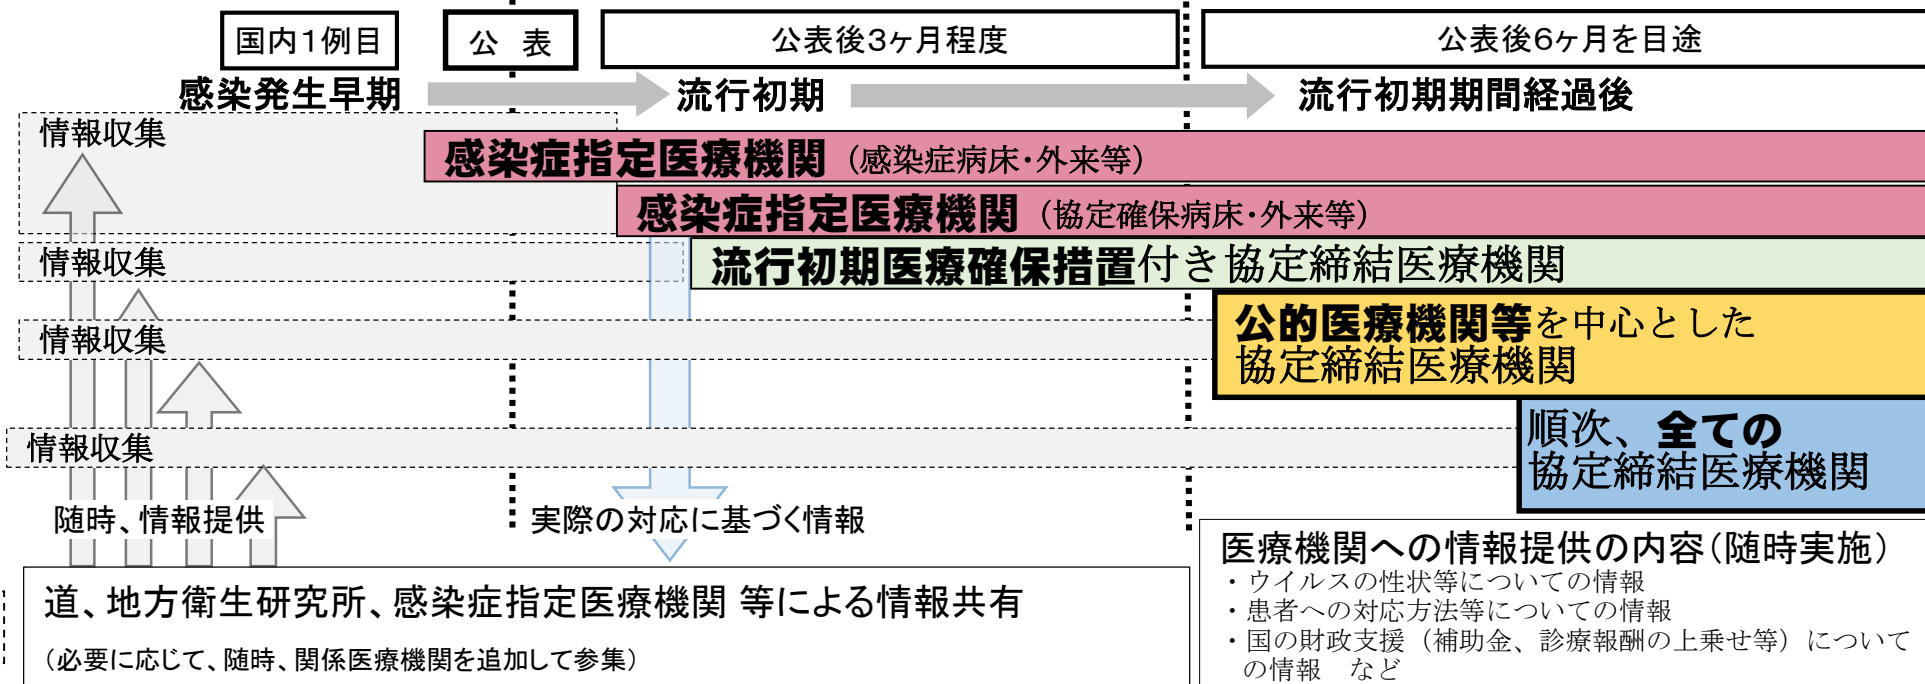 国内1例目
公 表
公表後3ヶ月程度
公表後6ヶ月を目途
感染発生早期
流行初期
流行初期期間経過後
情報収集
感染症指定医療機関（感染症病床・外来等）
感染症指定医療機関（協定確保病床・外来等）
情報収集
流行初期医療確保措置付き協定締結医療機関
情報収集
公的医療機関等を中心とした
協定締結医療機関
情報収集
順次、全ての
協定締結医療機関
随時、情報提供
実際の対応に基づく情報
道、地方衛生研究所、感染症指定医療機関 等による情報共有
（必要に応じて、随時、関係医療機関を追加して参集）
医療機関への情報提供の内容（随時実施）
・ウイルスの性状等についての情報
・患者への対応方法等についての情報
・国の財政支援（補助金、診療報酬の上乗せ等）について
の情報　など